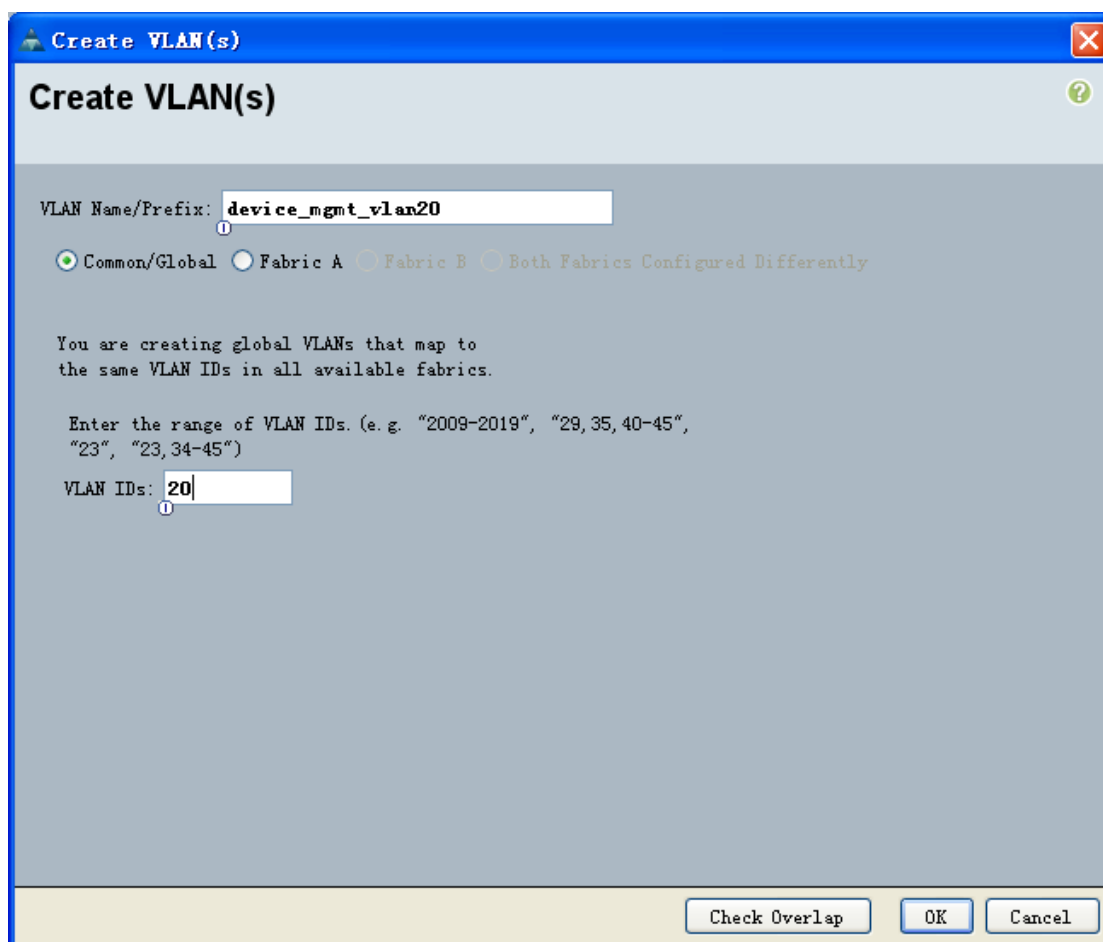 Create VLAN(s)
Create VLAN(s)
VLAN Name/Prefix: device_mgmt_vlan20
Common/Global Fabric A Fabric B Both Fabrics Configured Differently
You are creating global VLANs that map to
the same VLAN IDs in all available fabrics.
Enter the range of VLAN IDs.(e.g. "2009-2019", "29,35,40-45",
"23", "23,34-45")
VLAN IDs: 20
Check Overlap OK Cancel